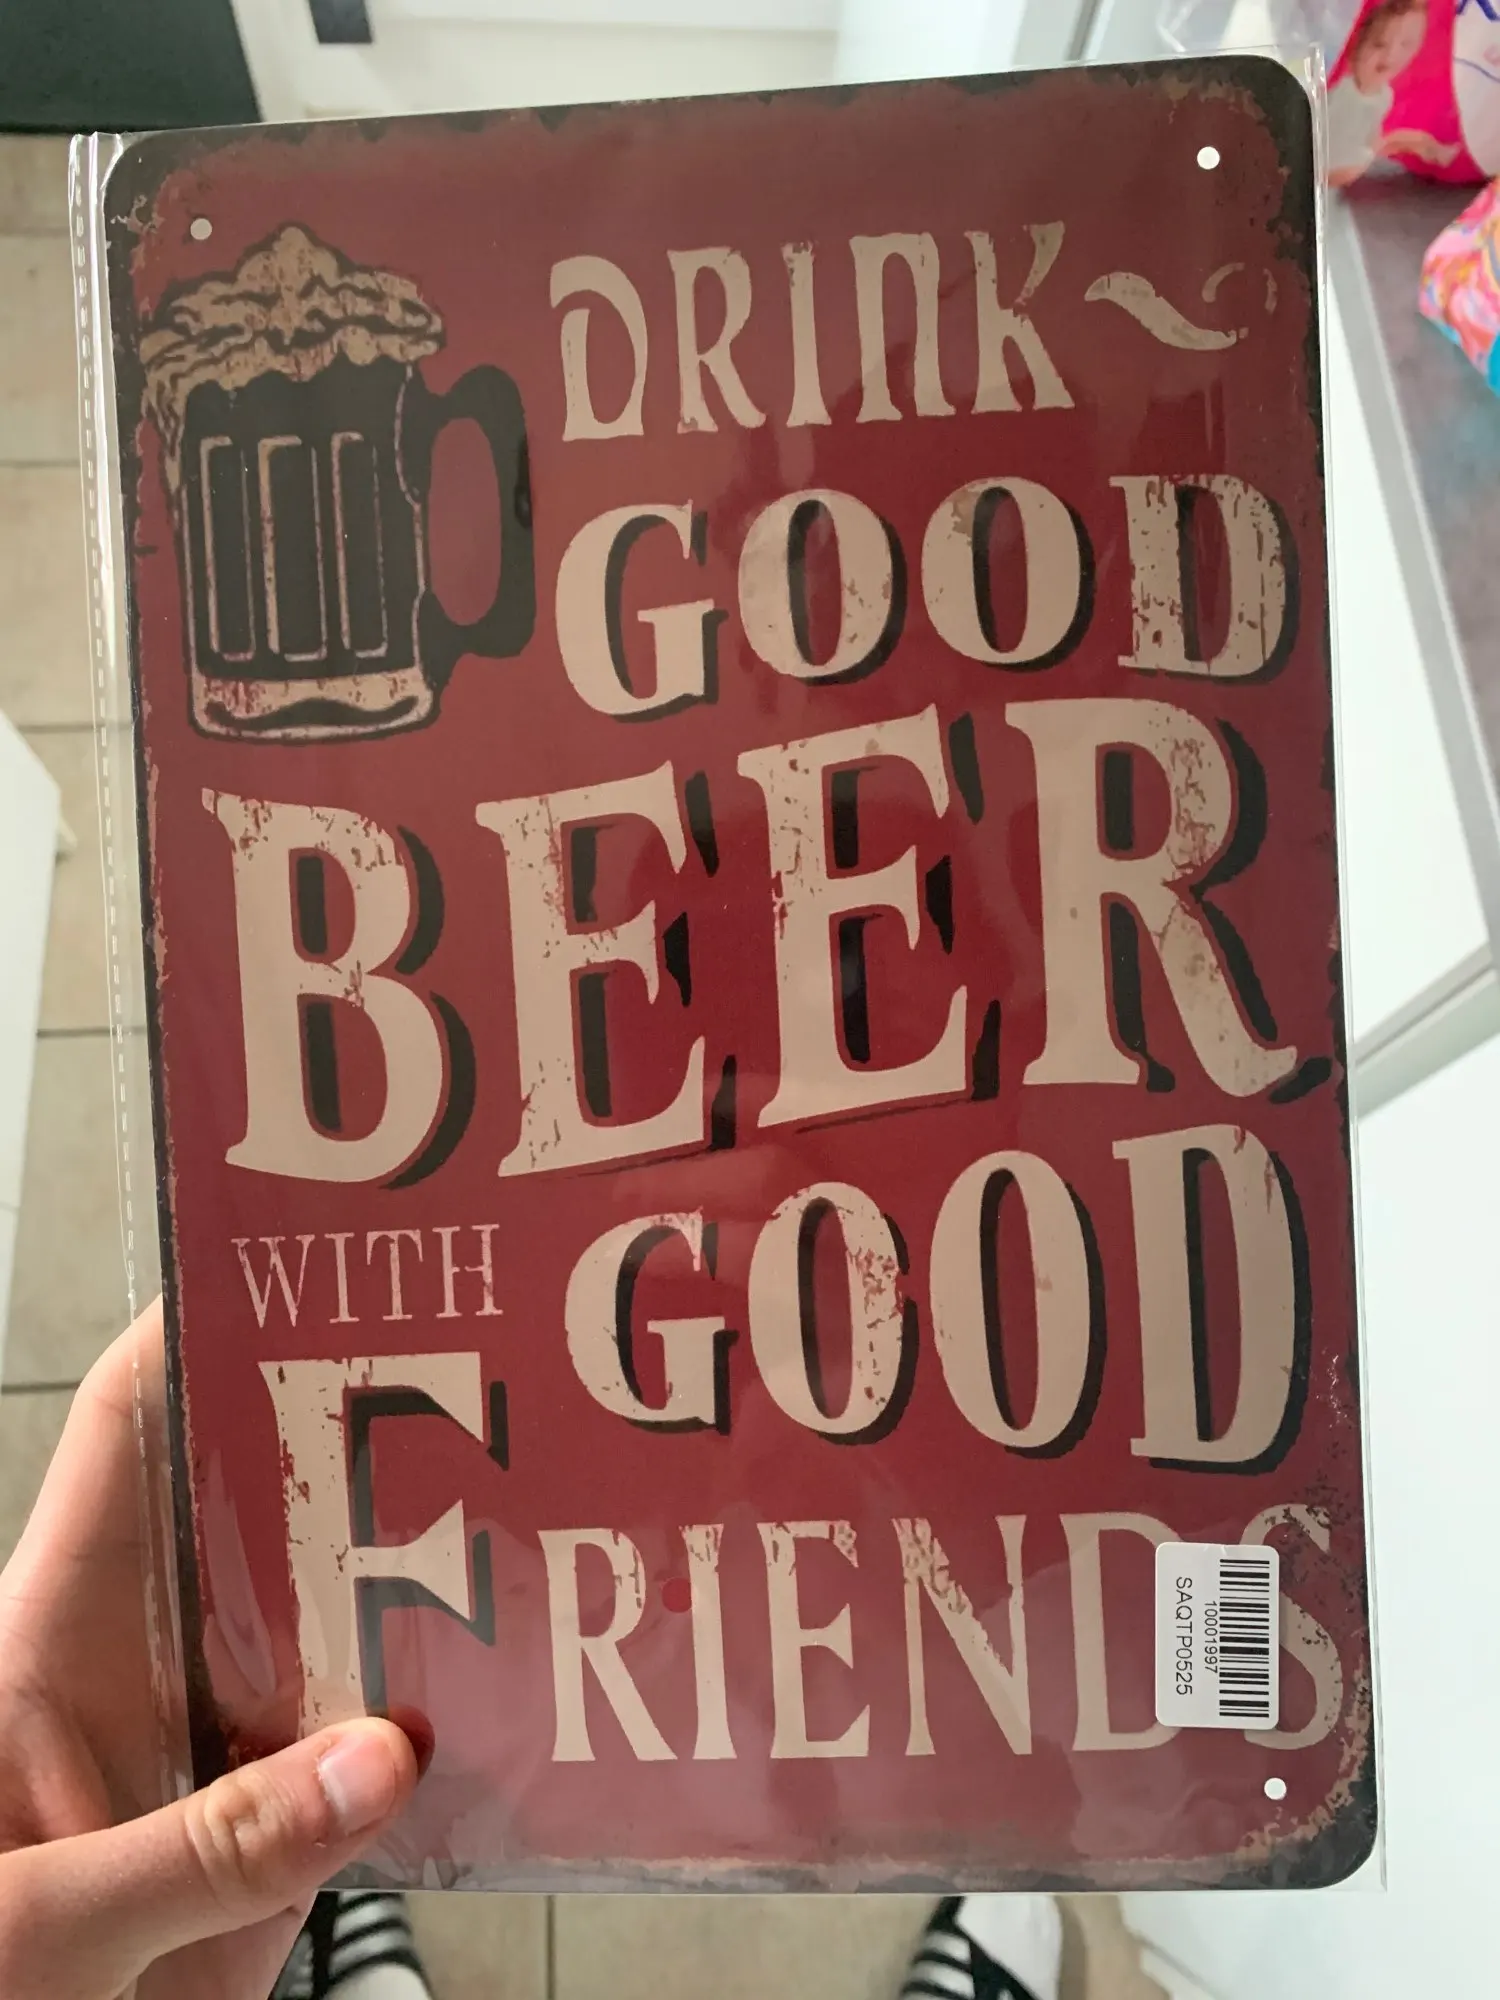 DRINK
GOOD
BEER
WITH
GOOD
FRIENDS
10001997
SAQTP0525